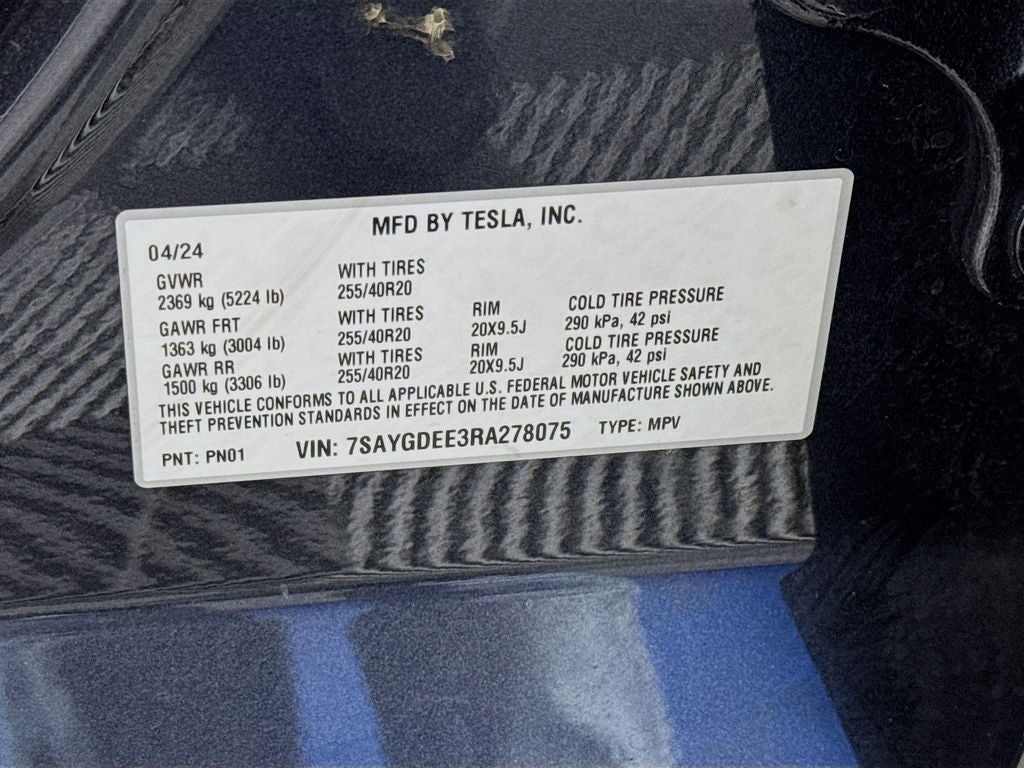 MFD BY TESLA, INC.
04/24
GVWR WITH TIRES
2369 kg (5224 lb) 255/40R20
GAWR FRT WITH TIRES RIM COLD TIRE PRESSURE
1363 kg (3004 lb) 255/40R20 20X9.5J 290 kPa, 42 psi
GAWR RR WITH TIRES RIM COLD TIRE PRESSURE
1500 kg (3306 lb) 255/40R20 20X9.5J 290 kPa, 42 psi
THIS VEHICLE CONFORMS TO ALL APPLICABLE U.S. FEDERAL MOTOR VEHICLE SAFETY AND
THEFT PREVENTION STANDARDS IN EFFECT ON THE DATE OF MANUFACTURE SHOWN ABOVE.
PNT: PN01 VIN: 7SAYGDEE3RA278075 TYPE: MPV